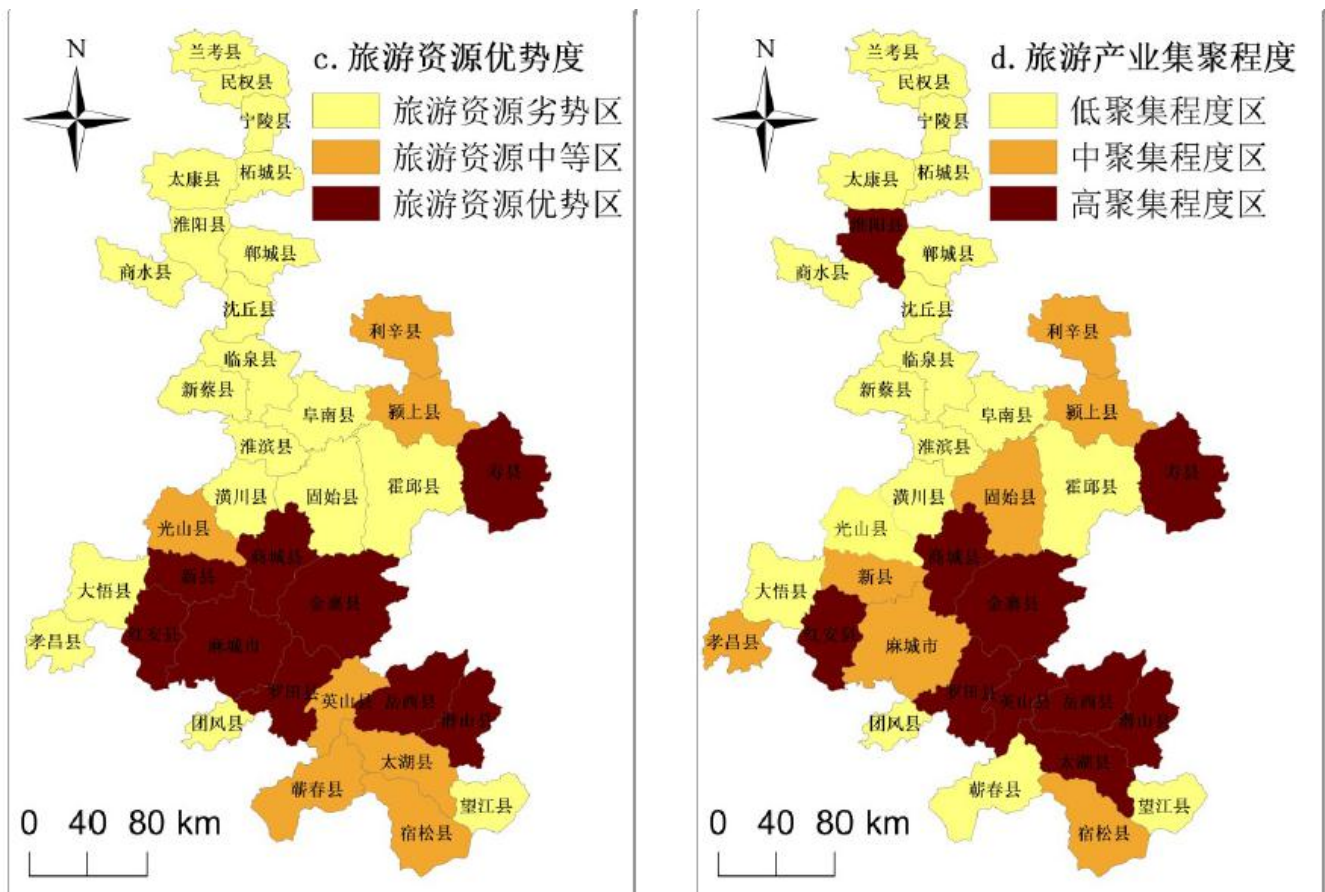 N
c. 旅游资源优势度
旅游资源劣势区
旅游资源中等区
旅游资源优势区
兰考县
民权县
宁陵县
柘城县
太康县
淮阳县
郸城县
商水县
沈丘县
利辛县
临泉县
新蔡县
阜南县
颍上县
淮滨县
寿县
潢川县
固始县
霍邱县
光山县
商城县
新县
大悟县
金寨县
红安县
麻城市
孝昌县
罗田县
英山县
岳西县
潜山县
团风县
太湖县
蕲春县
望江县
宿松县
0 40 80 km
N
d. 旅游产业集聚程度
低聚集程度区
中聚集程度区
高聚集程度区
兰考县
民权县
宁陵县
柘城县
太康县
淮阳县
郸城县
商水县
沈丘县
利辛县
临泉县
新蔡县
阜南县
颍上县
淮滨县
寿县
潢川县
固始县
霍邱县
光山县
商城县
新县
大悟县
金寨县
红安县
麻城市
孝昌县
罗田县
英山县
岳西县
潜山县
团风县
太湖县
蕲春县
望江县
宿松县
0 40 80 km